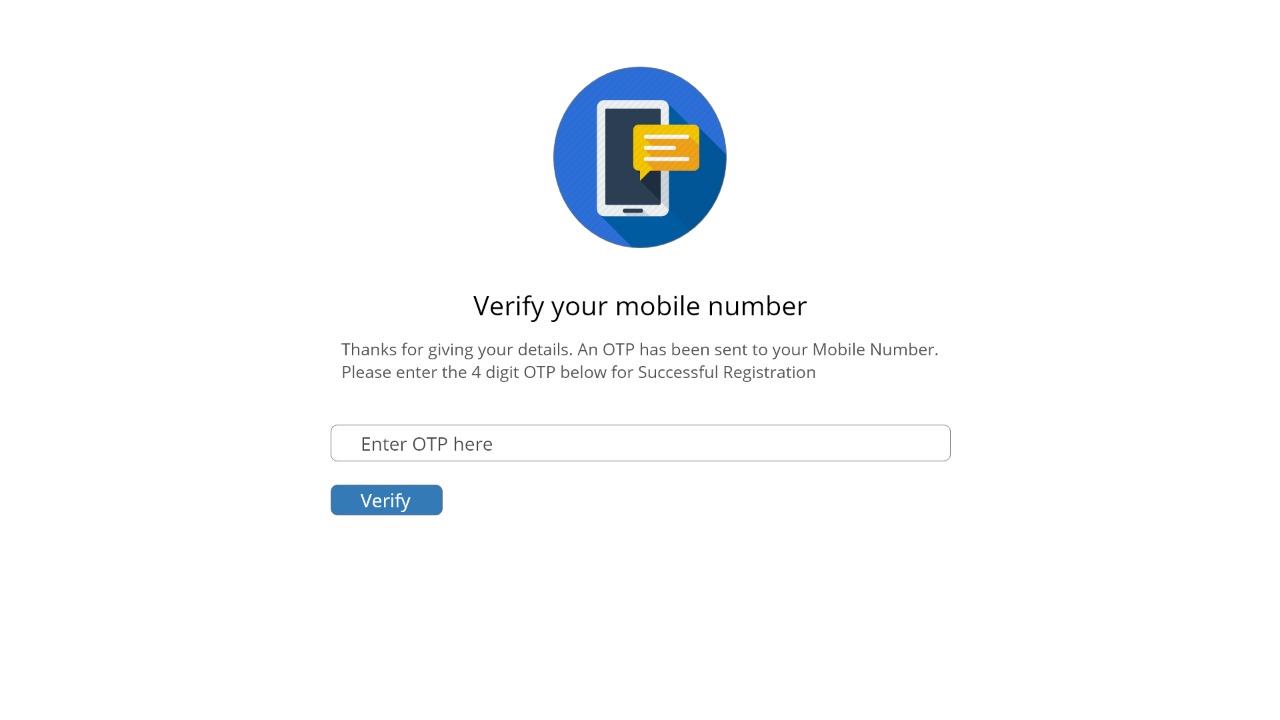 Verify your mobile number
Thanks for giving your details. An OTP has been sent to your Mobile Number.
Please enter the 4 digit OTP below for Successful Registration
Enter OTP here
Verify